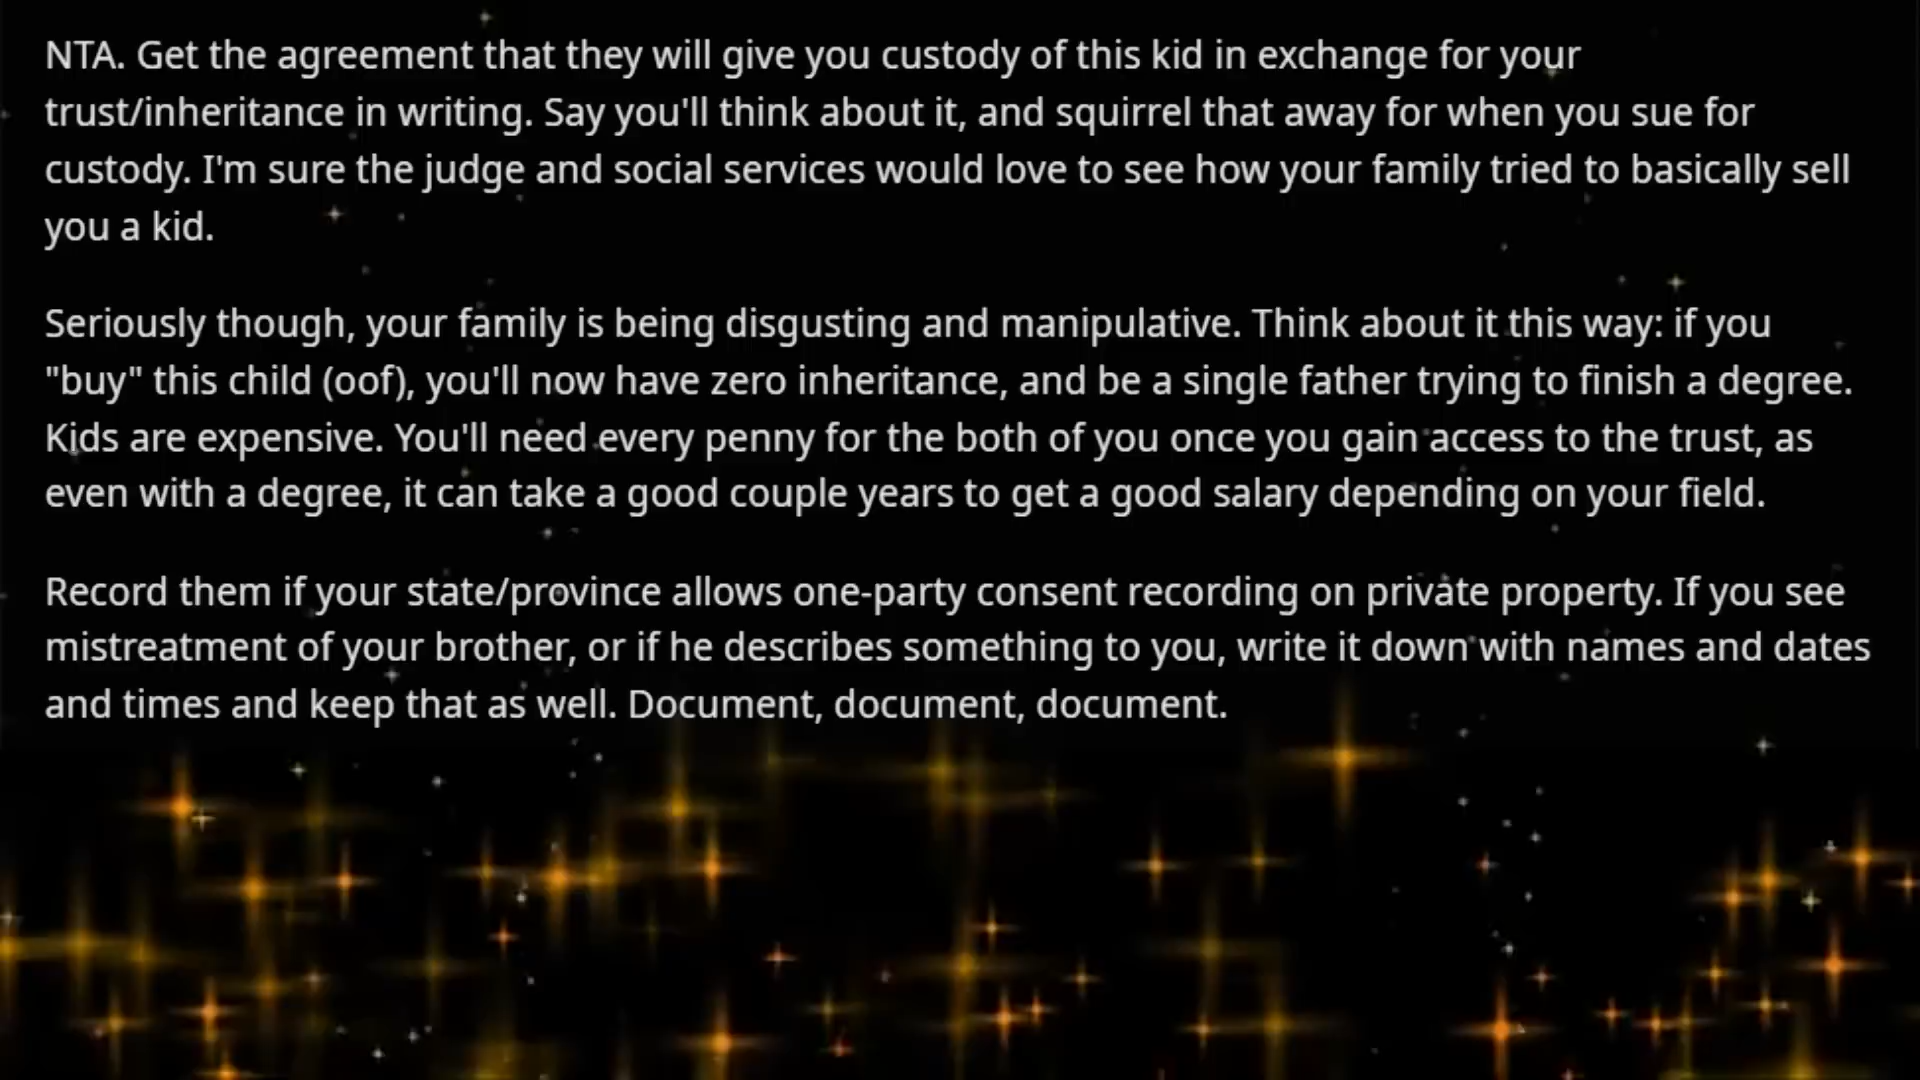 NTA. Get the agreement that they will give you custody of this kid in exchange for your
trust/inheritance in writing. Say you'll think about it, and squirrel that away for when you sue for
custody. I'm sure the judge and social services would love to see how your family tried to basically sell
you a kid.
Seriously though, your family is being disgusting and manipulative. Think about it this way: if you
"buy" this child (oof), you'll now have zero inheritance, and be a single father trying to finish a degree.
Kids are expensive. You'll need every penny for the both of you once you gain access to the trust, as
even with a degree, it can take a good couple years to get a good salary depending on your field.
Record them if your state/province allows one-party consent recording on private property. If you see
mistreatment of your brother, or if he describes something to you, write it down with names and dates
and times and keep that as well. Document, document, document.